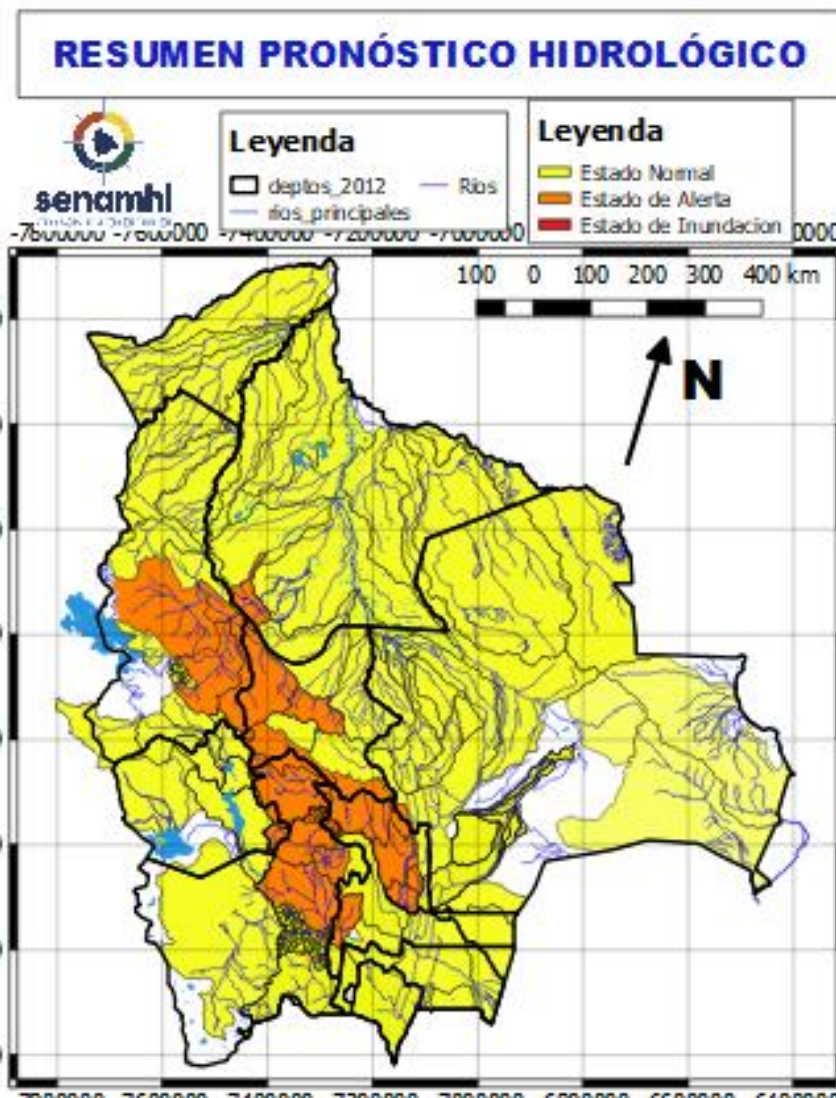 RESUMEN PRONÓSTICO HIDROLÓGICO
senamhi
Leyenda
deptos_2012
Rios
rios_principales
Leyenda
Estado Normal
Estado de Alerta
Estado de Inundacion
-7600000 -7400000 -7200000 -7000000
100 0 100 200 300 400 km
N